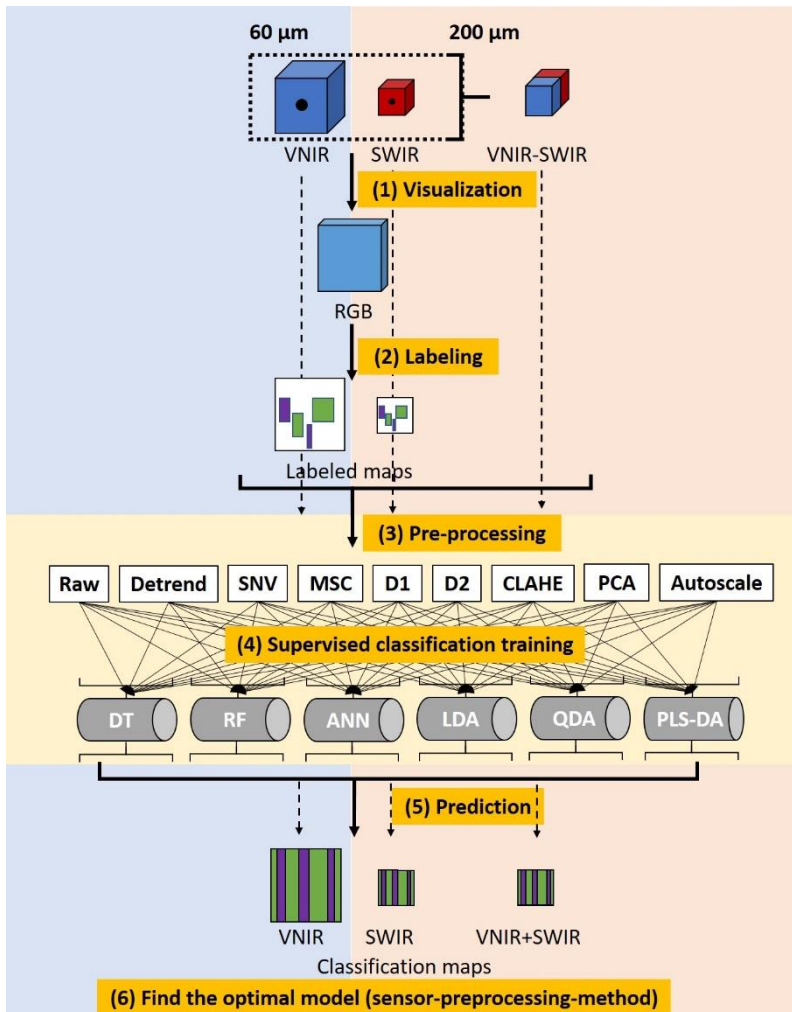 60 µm
200 µm
VNIR
SWIR
VNIR-SWIR
(1) Visualization
RGB
(2) Labeling
Labeled maps
(3) Pre-processing
Raw
Detrend
SNV
MSC
D1
D2
CLAHE
PCA
Autoscale
(4) Supervised classification training
DT
RF
ANN
LDA
QDA
PLS-DA
(5) Prediction
VNIR
SWIR
VNIR+SWIR
Classification maps
(6) Find the optimal model (sensor-preprocessing-method)